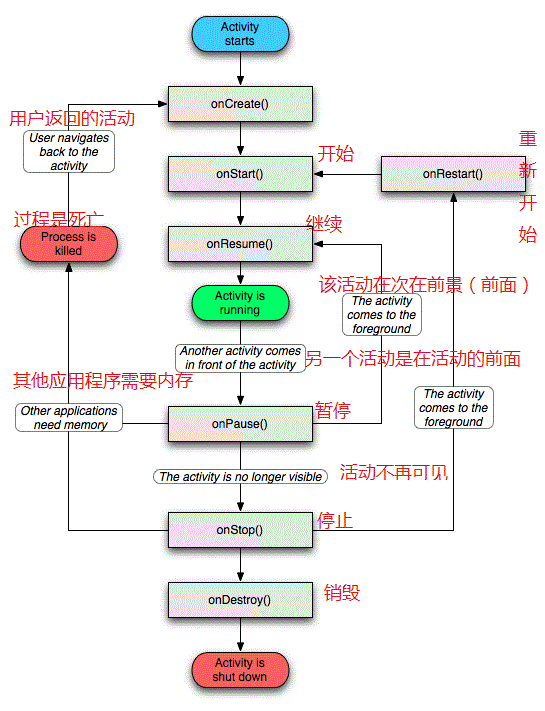 Activity
starts
onCreate()
用户返回的活动
User navigates
back to the
activity
onStart()
开始
onRestart()
重
新
开
始
过程是死亡
Process is
killed
onResume()
继续
Activity is
running
该活动在次在前景（前面）
The activity
comes to the
foreground
Another activity comes
in front of the activity
另一个活动是在活动的前面
其他应用程序需要内存
Other applications
need memory
onPause()
暂停
The activity
comes to the
foreground
The activity is no longer visible
活动不再可见
onStop()
停止
onDestroy()
销毁
Activity is
shut down